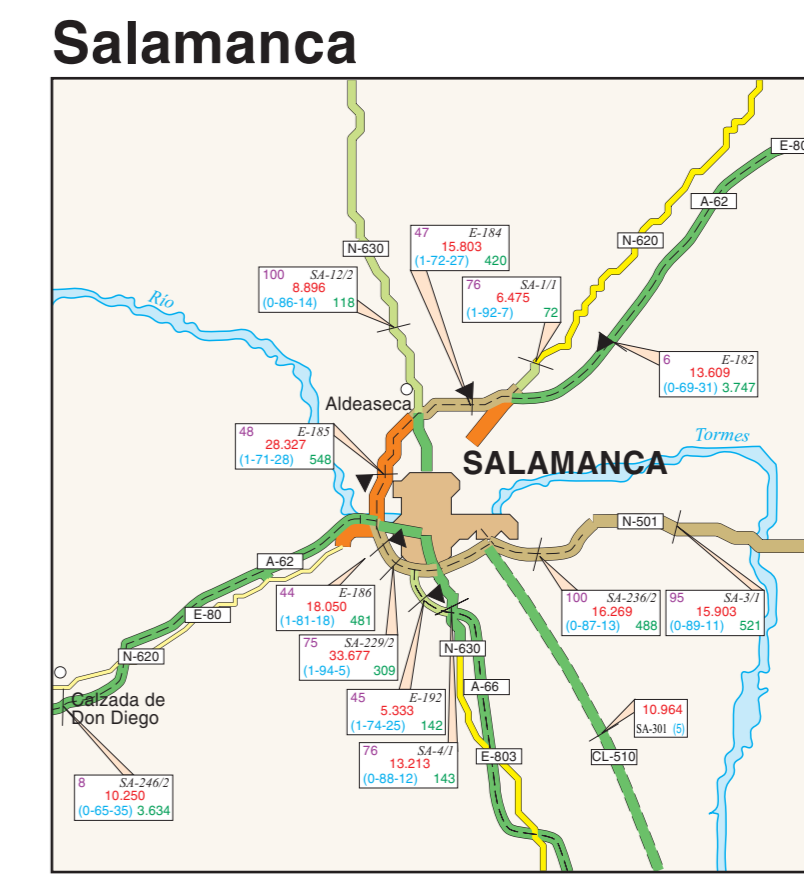 Salamanca
E-80
A-62
47 E-184
15.803
(1-72-27) 420
N-630
N-620
100 SA-12/2
8.896
(0-86-14) 118
76 SA-1/1
6.475
(1-92-7) 72
Río
6 E-182
13.609
(0-69-31) 3.747
Aldeaseca
48 E-185
28.327
(1-71-28) 548
Tormes
SALAMANCA
N-501
A-62
44 E-186
18.050
(1-81-18) 481
100 SA-236/2
16.269
(0-87-13) 488
95 SA-3/1
15.903
(0-89-11) 521
E-80
75 SA-229/2
33.677
(1-94-5) 309
N-630
N-620
A-66
45 E-192
5.333
(1-74-25) 142
Calzada de
Don Diego
10.964
SA-301 (5)
76 SA-4/1
13.213
(0-88-12) 143
E-803
CL-510
8 SA-246/2
10.250
(0-65-35) 3.634